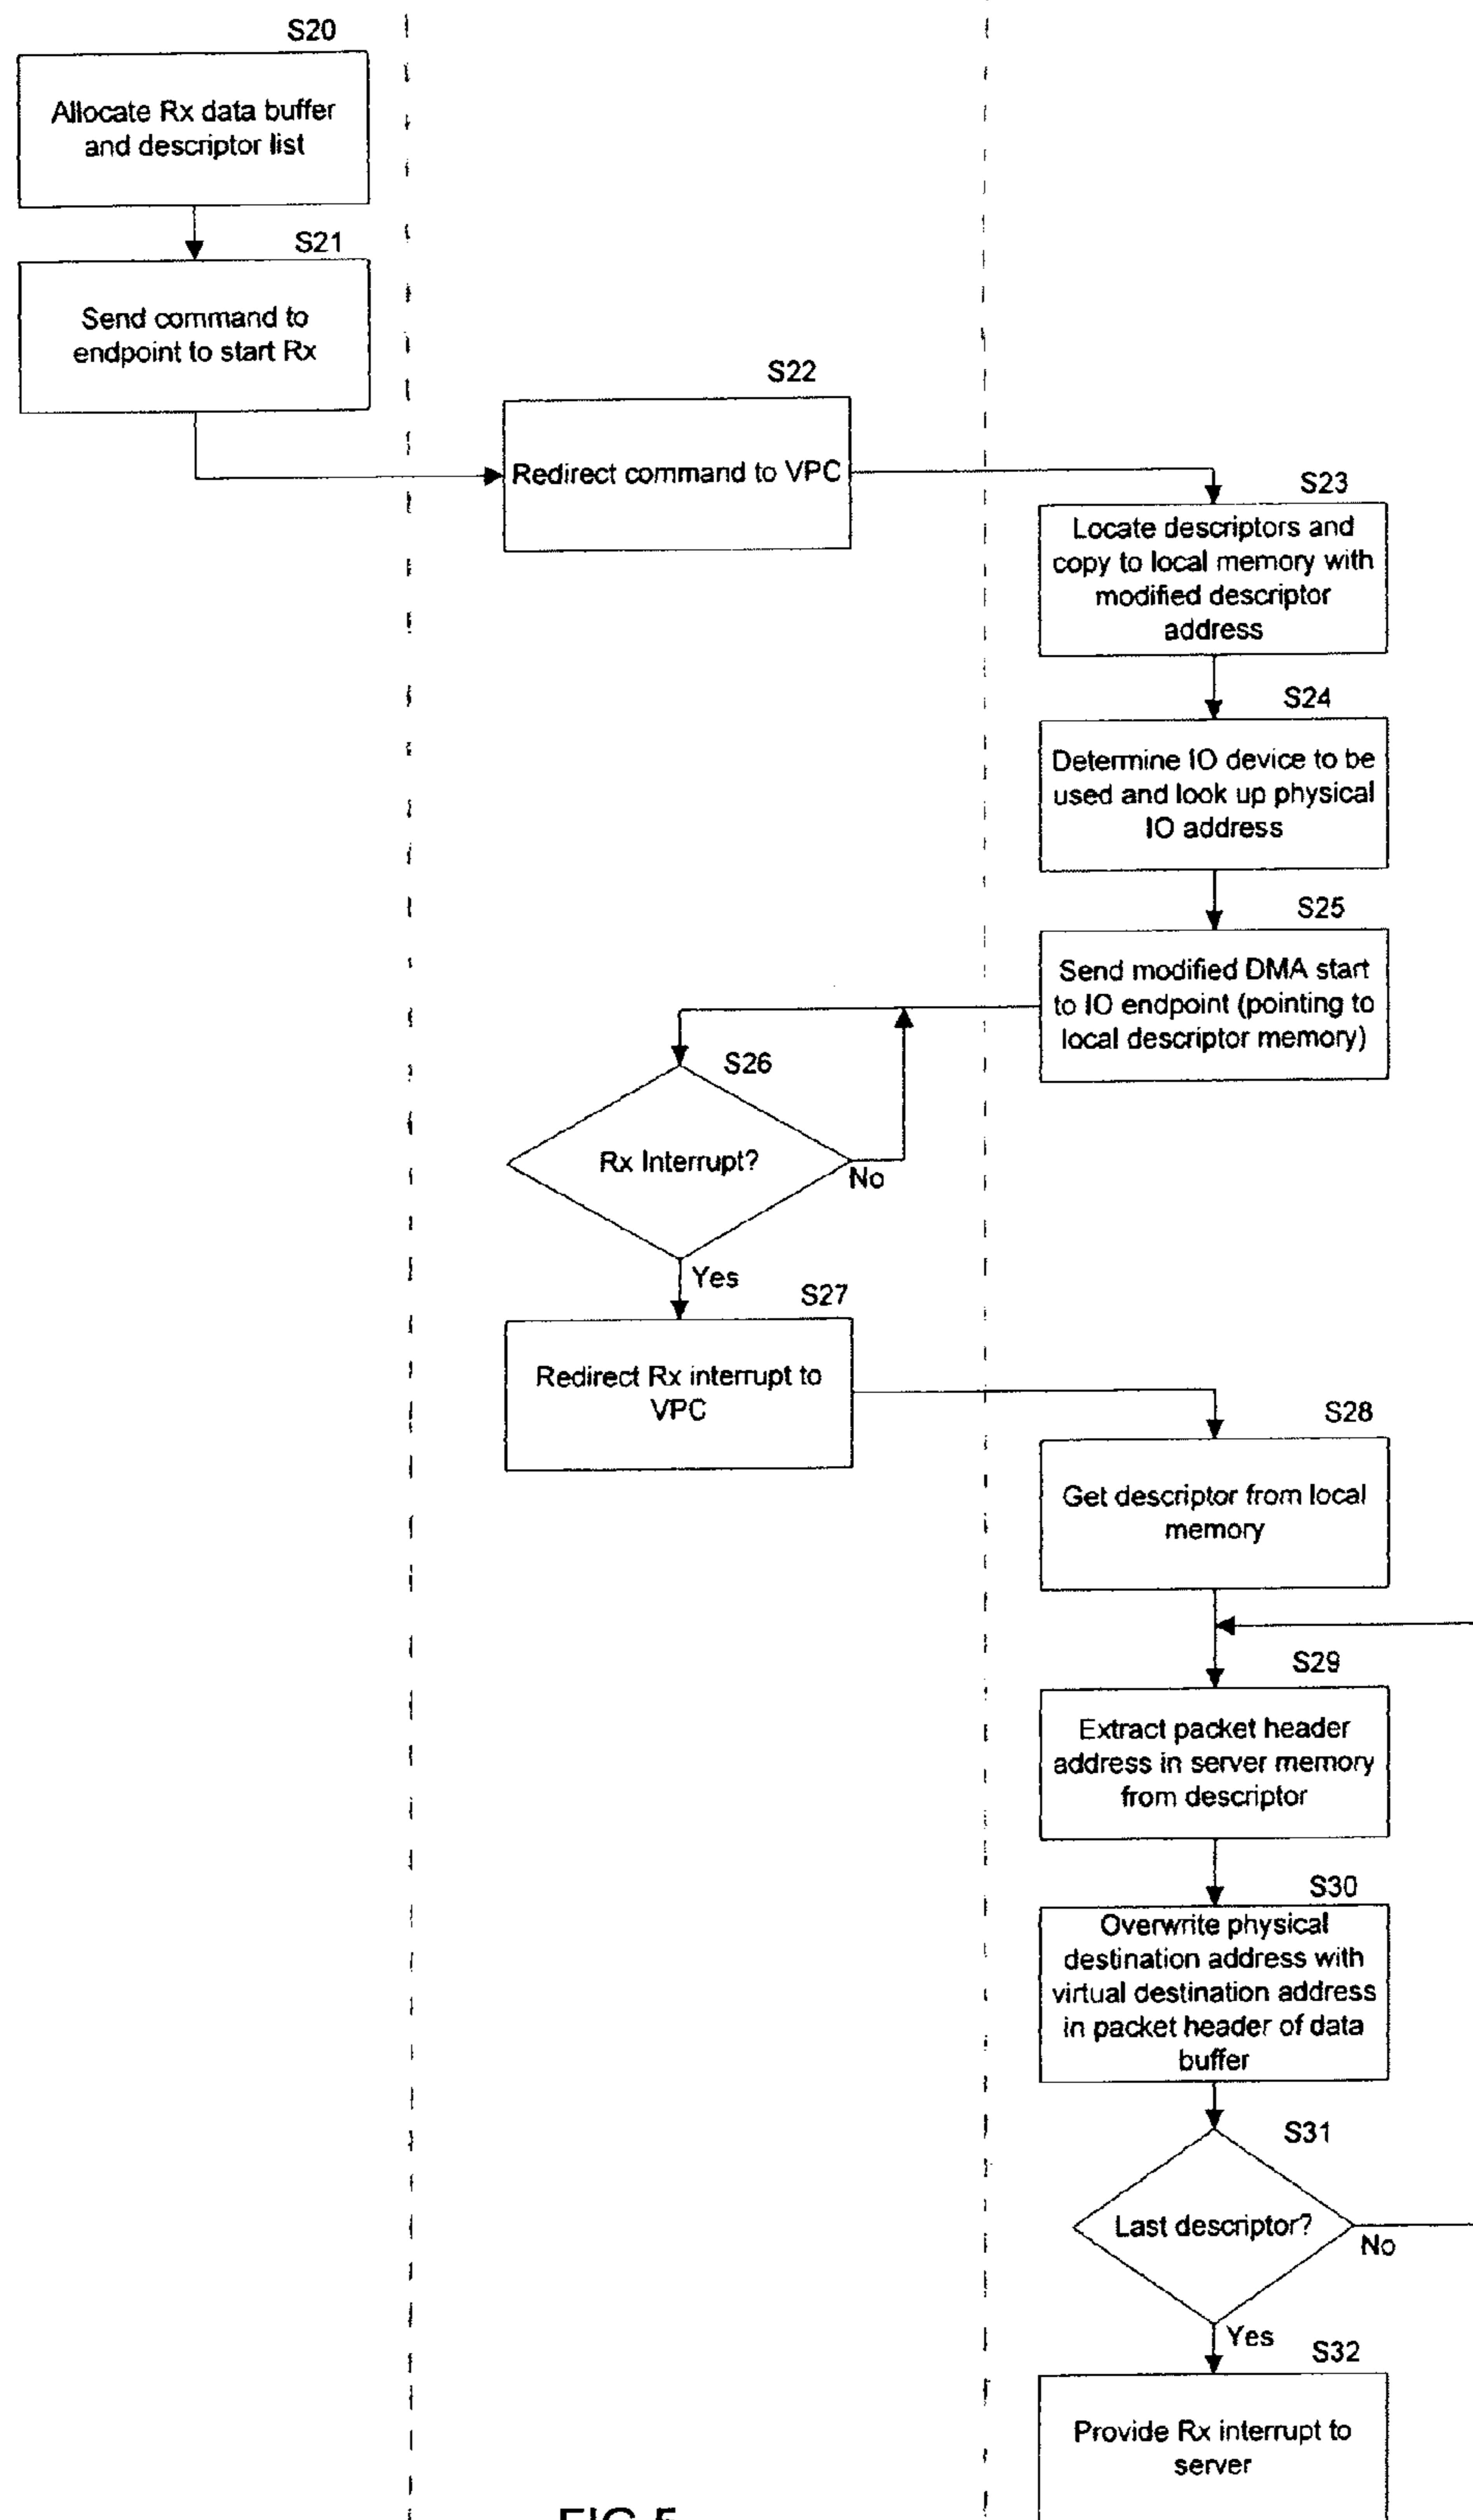 S20
Allocate Rx data buffer
and descriptor list
S21
Send command to
endpoint to start Rx
S22
Redirect command to VPC
S23
Locate descriptors and
copy to local memory with
modified descriptor
address
S24
Determine IO device to be
used and look up physical
IO address
S25
Send modified DMA start
to IO endpoint (pointing to
local descriptor memory)
S26
Rx Interrupt?
No
Yes
S27
Redirect Rx interrupt to
VPC
S28
Get descriptor from local
memory
S29
Extract packet header
address in server memory
from descriptor
S30
Overwrite physical
destination address with
virtual destination address
in packet header of data
buffer
S31
Last descriptor?
No
Yes
S32
Provide Rx interrupt to
server
FIG 5